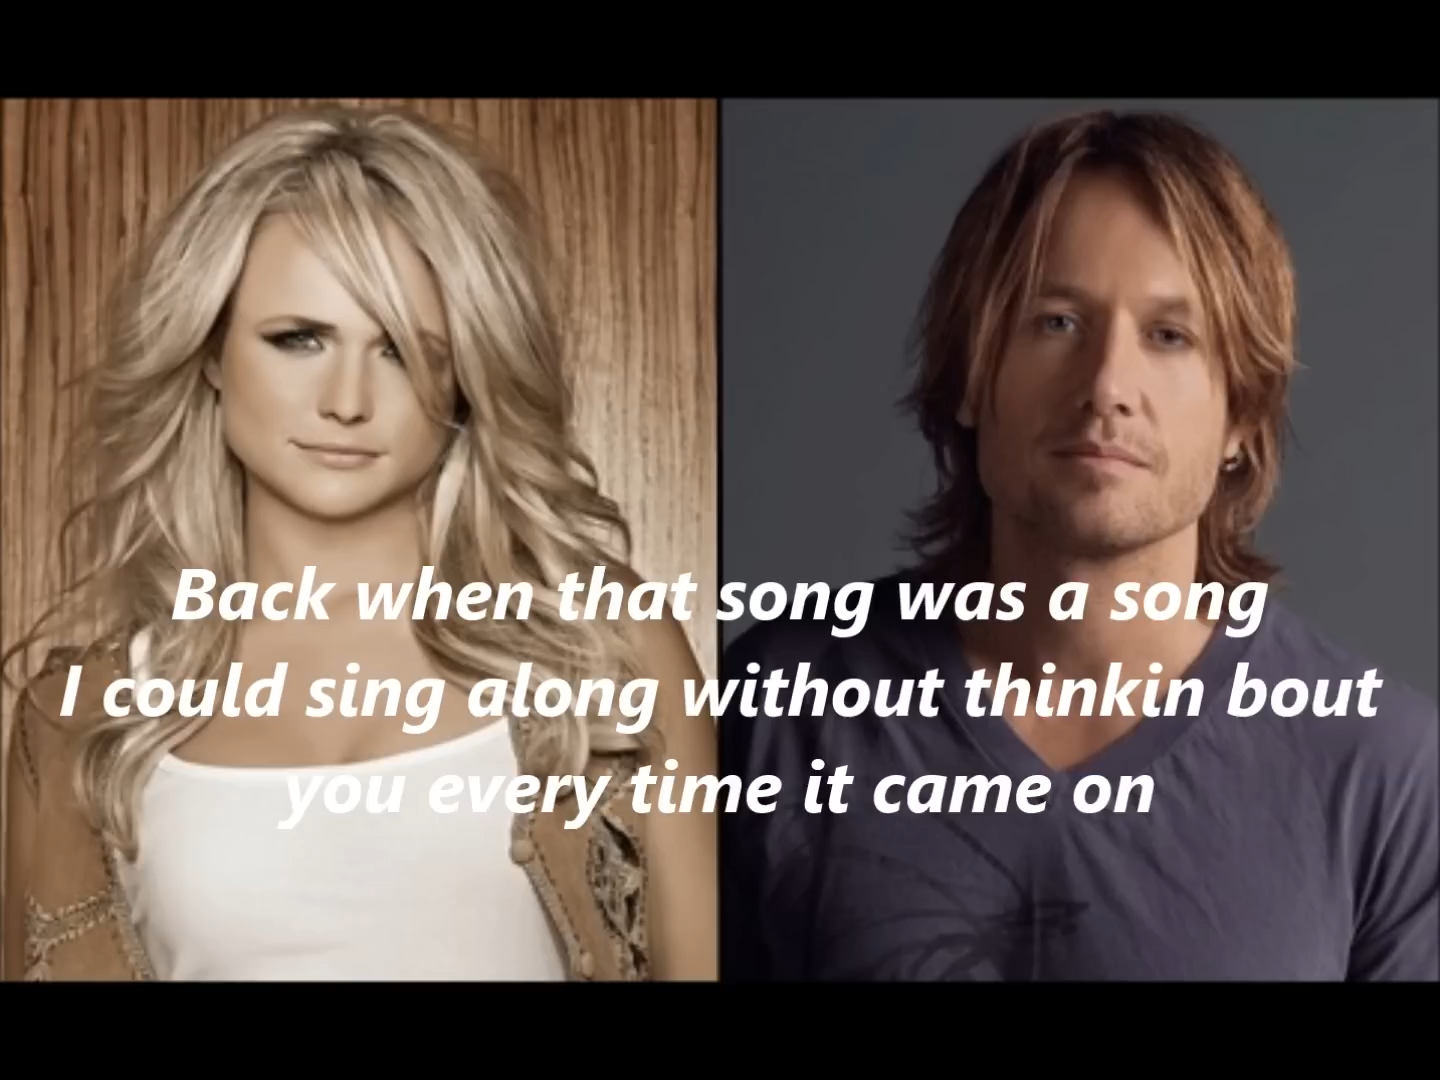 Back when that song was a song
I could sing along without thinkin bout
you every time it came on